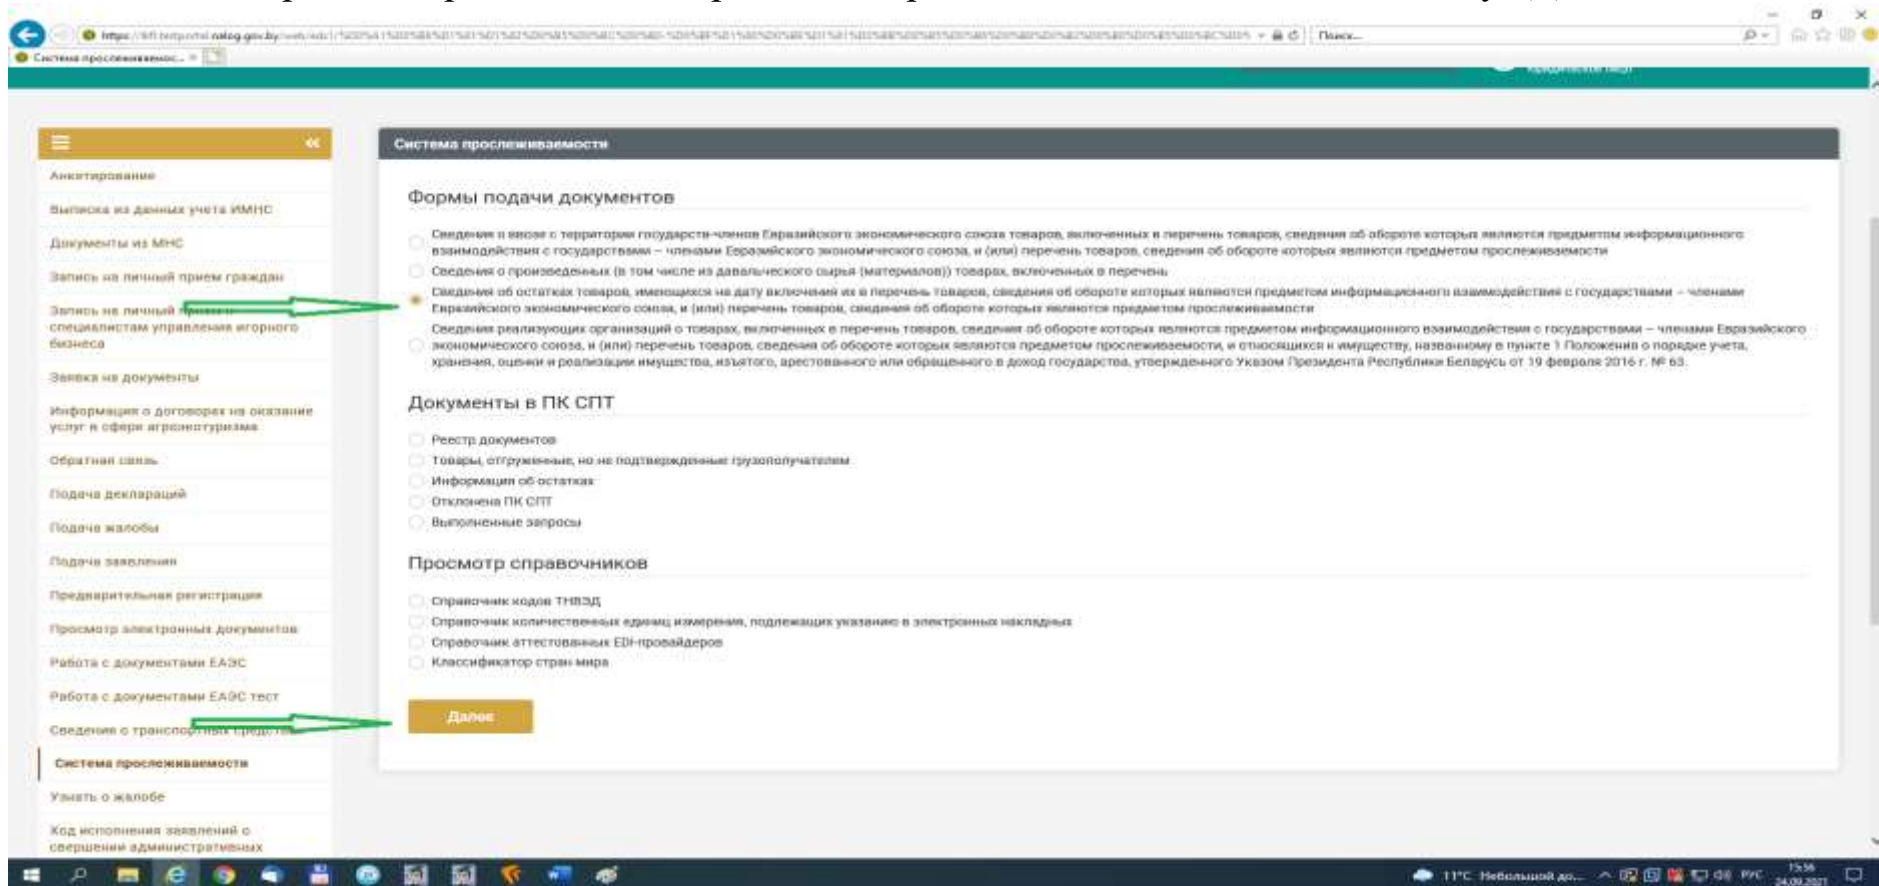 Система прослеживаемос...
Поиск...
Анкетирование
Выписка из данных учета ИМНС
Документы из МНС
Запись на личный прием граждан
Запись на личный прием к
специалистам управления игорного
бизнеса
Заявка на документы
Информация о договорах на оказание
услуг в сфере агроэкотуризма
Обратная связь
Подача деклараций
Подача жалобы
Подача заявления
Предварительная регистрация
Просмотр электронных документов
Работа с документами ЕАЭС
Работа с документами ЕАЭС тест
Сведения о транспортных средствах
Система прослеживаемости
Узнать о жалобе
Ход исполнения заявлений о
свершении административных
Система прослеживаемости
Формы подачи документов
Сведения о ввозе с территории государств-членов Евразийского экономического союза товаров, включенных в перечень товаров, сведения об обороте которых являются предметом информационного
взаимодействия с государствами – членами Евразийского экономического союза, и (или) перечень товаров, сведения об обороте которых являются предметом прослеживаемости
Сведения о произведенных (в том числе из давальческого сырья (материалов)) товарах, включенных в перечень
Сведения об остатках товаров, имеющихся на дату включения их в перечень товаров, сведения об обороте которых являются предметом информационного взаимодействия с государствами – членами
Евразийского экономического союза, и (или) перечень товаров, сведения об обороте которых являются предметом прослеживаемости
Сведения реализующих организаций о товарах, включенных в перечень товаров, сведения об обороте которых являются предметом информационного взаимодействия с государствами – членами Евразийского
экономического союза, и (или) перечень товаров, сведения об обороте которых являются предметом прослеживаемости, и относящихся к имуществу, названному в пункте 1 Положения о порядке учета,
хранения, оценки и реализации имущества, изъятого, арестованного или обращенного в доход государства, утвержденного Указом Президента Республики Беларусь от 19 февраля 2016 г. № 63.
Документы в ПК СПТ
Реестр документов
Товары, отгруженные, но не подтвержденные грузополучателем
Информация об остатках
Отклонена ПК СПТ
Выполненные запросы
Просмотр справочников
Справочник кодов ТНВЭД
Справочник количественных единиц измерения, подлежащих указанию в электронных накладных
Справочник аттестованных EDI-провайдеров
Классификатор стран мира
Далее
11°C Небольшой до...
РУС
15:56
24.09.2021